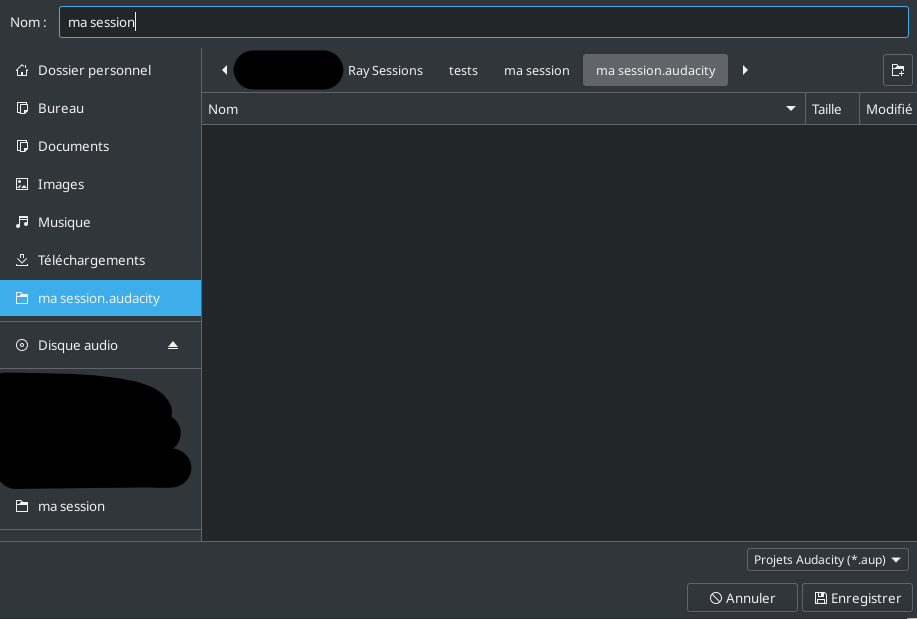 Nom :
ma session
Dossier personnel
Bureau
Documents
Images
Musique
Téléchargements
ma session.audacity
Disque audio
ma session
Ray Sessions tests ma session ma session.audacity
Nom Taille Modifié
Projets Audacity (*.aup)
Annuler Enregistrer